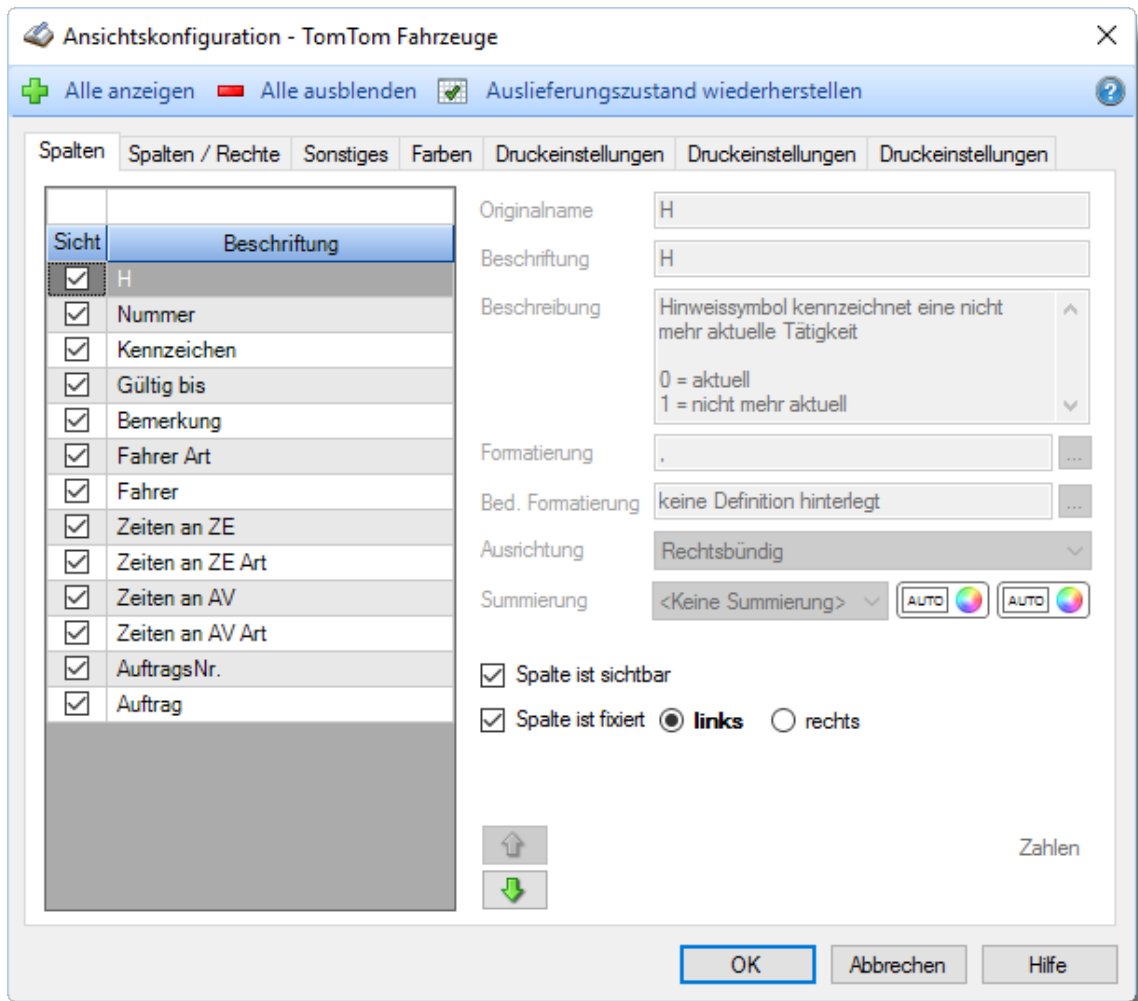 Ansichtskonfiguration - TomTom Fahrzeuge
Alle anzeigen Alle ausblenden Auslieferungszustand wiederherstellen
Spalten Spalten / Rechte Sonstiges Farben Druckeinstellungen Druckeinstellungen Druckeinstellungen
Sicht Beschriftung
H
Nummer
Kennzeichen
Gültig bis
Bemerkung
Fahrer Art
Fahrer
Zeiten an ZE
Zeiten an ZE Art
Zeiten an AV
Zeiten an AV Art
AuftragsNr.
Auftrag
Originalname H
Beschriftung H
Beschreibung Hinweissymbol kennzeichnet eine nicht
mehr aktuelle Tätigkeit
0 = aktuell
1 = nicht mehr aktuell
Formatierung , ...
Bed. Formatierung keine Definition hinterlegt ...
Ausrichtung Rechtsbündig
Summierung <Keine Summierung> AUTO AUTO
Spalte ist sichtbar
Spalte ist fixiert links rechts
Zahlen
OK Abbrechen Hilfe